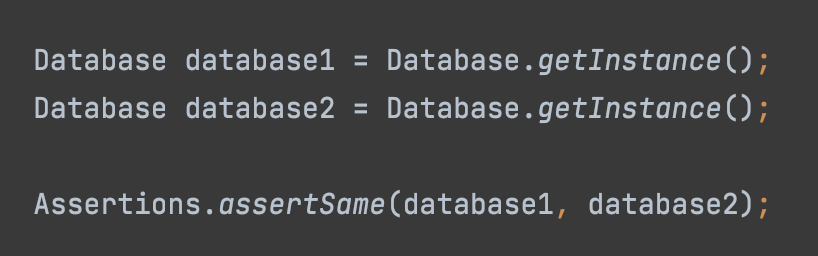 Database database1 = Database.getInstance();
Database database2 = Database.getInstance();
Assertions.assertSame(database1, database2);